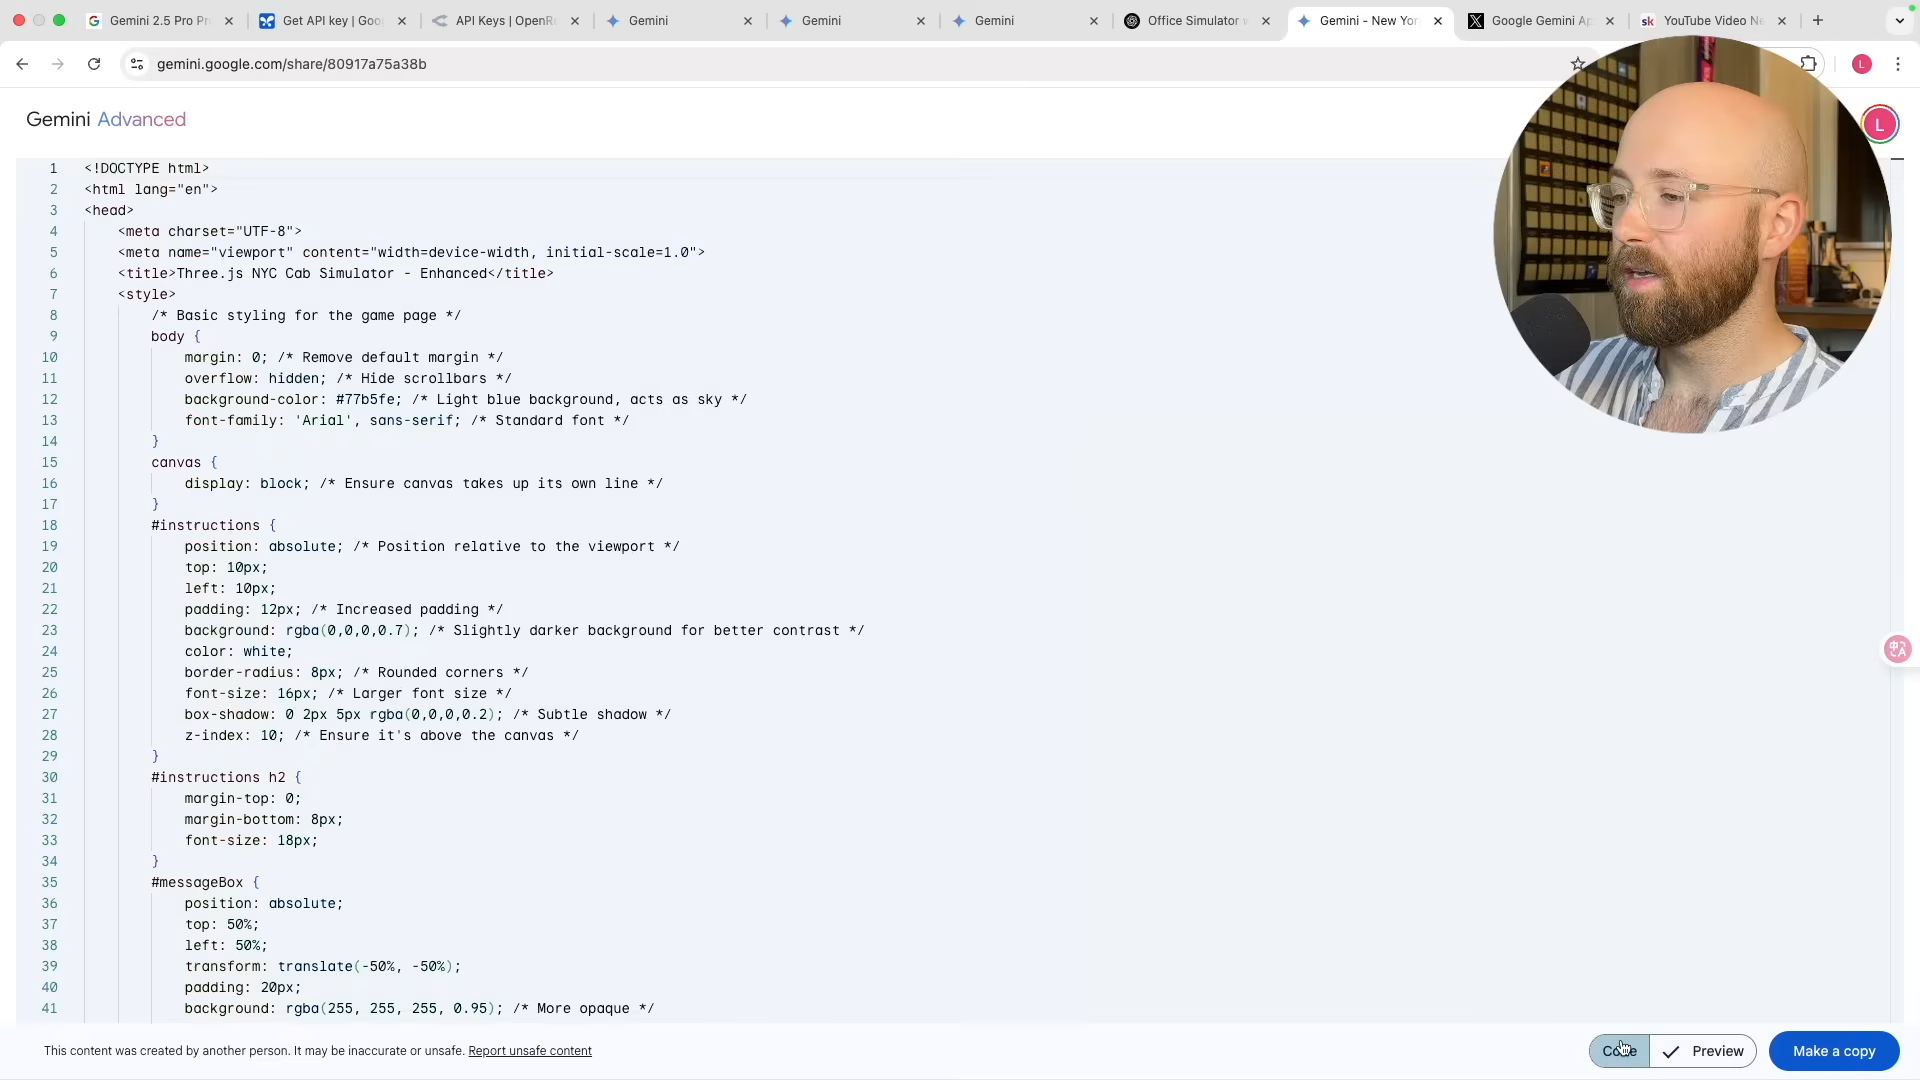 Gemini 2.5 Pro Pr
Get API key | Goo
API Keys | OpenR
Gemini
Gemini
Gemini
Office Simulator w
Gemini - New Yor
Google Gemini Ap
YouTube Video Ne
gemini.google.com/share/80917a75a38b
L
Gemini Advanced
L
1 <!DOCTYPE html>
2 <html lang="en">
3 <head>
4 <meta charset="UTF-8">
5 <meta name="viewport" content="width=device-width, initial-scale=1.0">
6 <title>Three.js NYC Cab Simulator - Enhanced</title>
7 <style>
8 /* Basic styling for the game page */
9 body {
10 margin: 0; /* Remove default margin */
11 overflow: hidden; /* Hide scrollbars */
12 background-color: #77b5fe; /* Light blue background, acts as sky */
13 font-family: 'Arial', sans-serif; /* Standard font */
14 }
15 canvas {
16 display: block; /* Ensure canvas takes up its own line */
17 }
18 #instructions {
19 position: absolute; /* Position relative to the viewport */
20 top: 10px;
21 left: 10px;
22 padding: 12px; /* Increased padding */
23 background: rgba(0,0,0,0.7); /* Slightly darker background for better contrast */
24 color: white;
25 border-radius: 8px; /* Rounded corners */
26 font-size: 16px; /* Larger font size */
27 box-shadow: 0 2px 5px rgba(0,0,0,0.2); /* Subtle shadow */
28 z-index: 10; /* Ensure it's above the canvas */
29 }
30 #instructions h2 {
31 margin-top: 0;
32 margin-bottom: 8px;
33 font-size: 18px;
34 }
35 #messageBox {
36 position: absolute;
37 top: 50%;
38 left: 50%;
39 transform: translate(-50%, -50%);
40 padding: 20px;
41 background: rgba(255, 255, 255, 0.95); /* More opaque */
This content was created by another person. It may be inaccurate or unsafe. Report unsafe content
Code
Preview
Make a copy